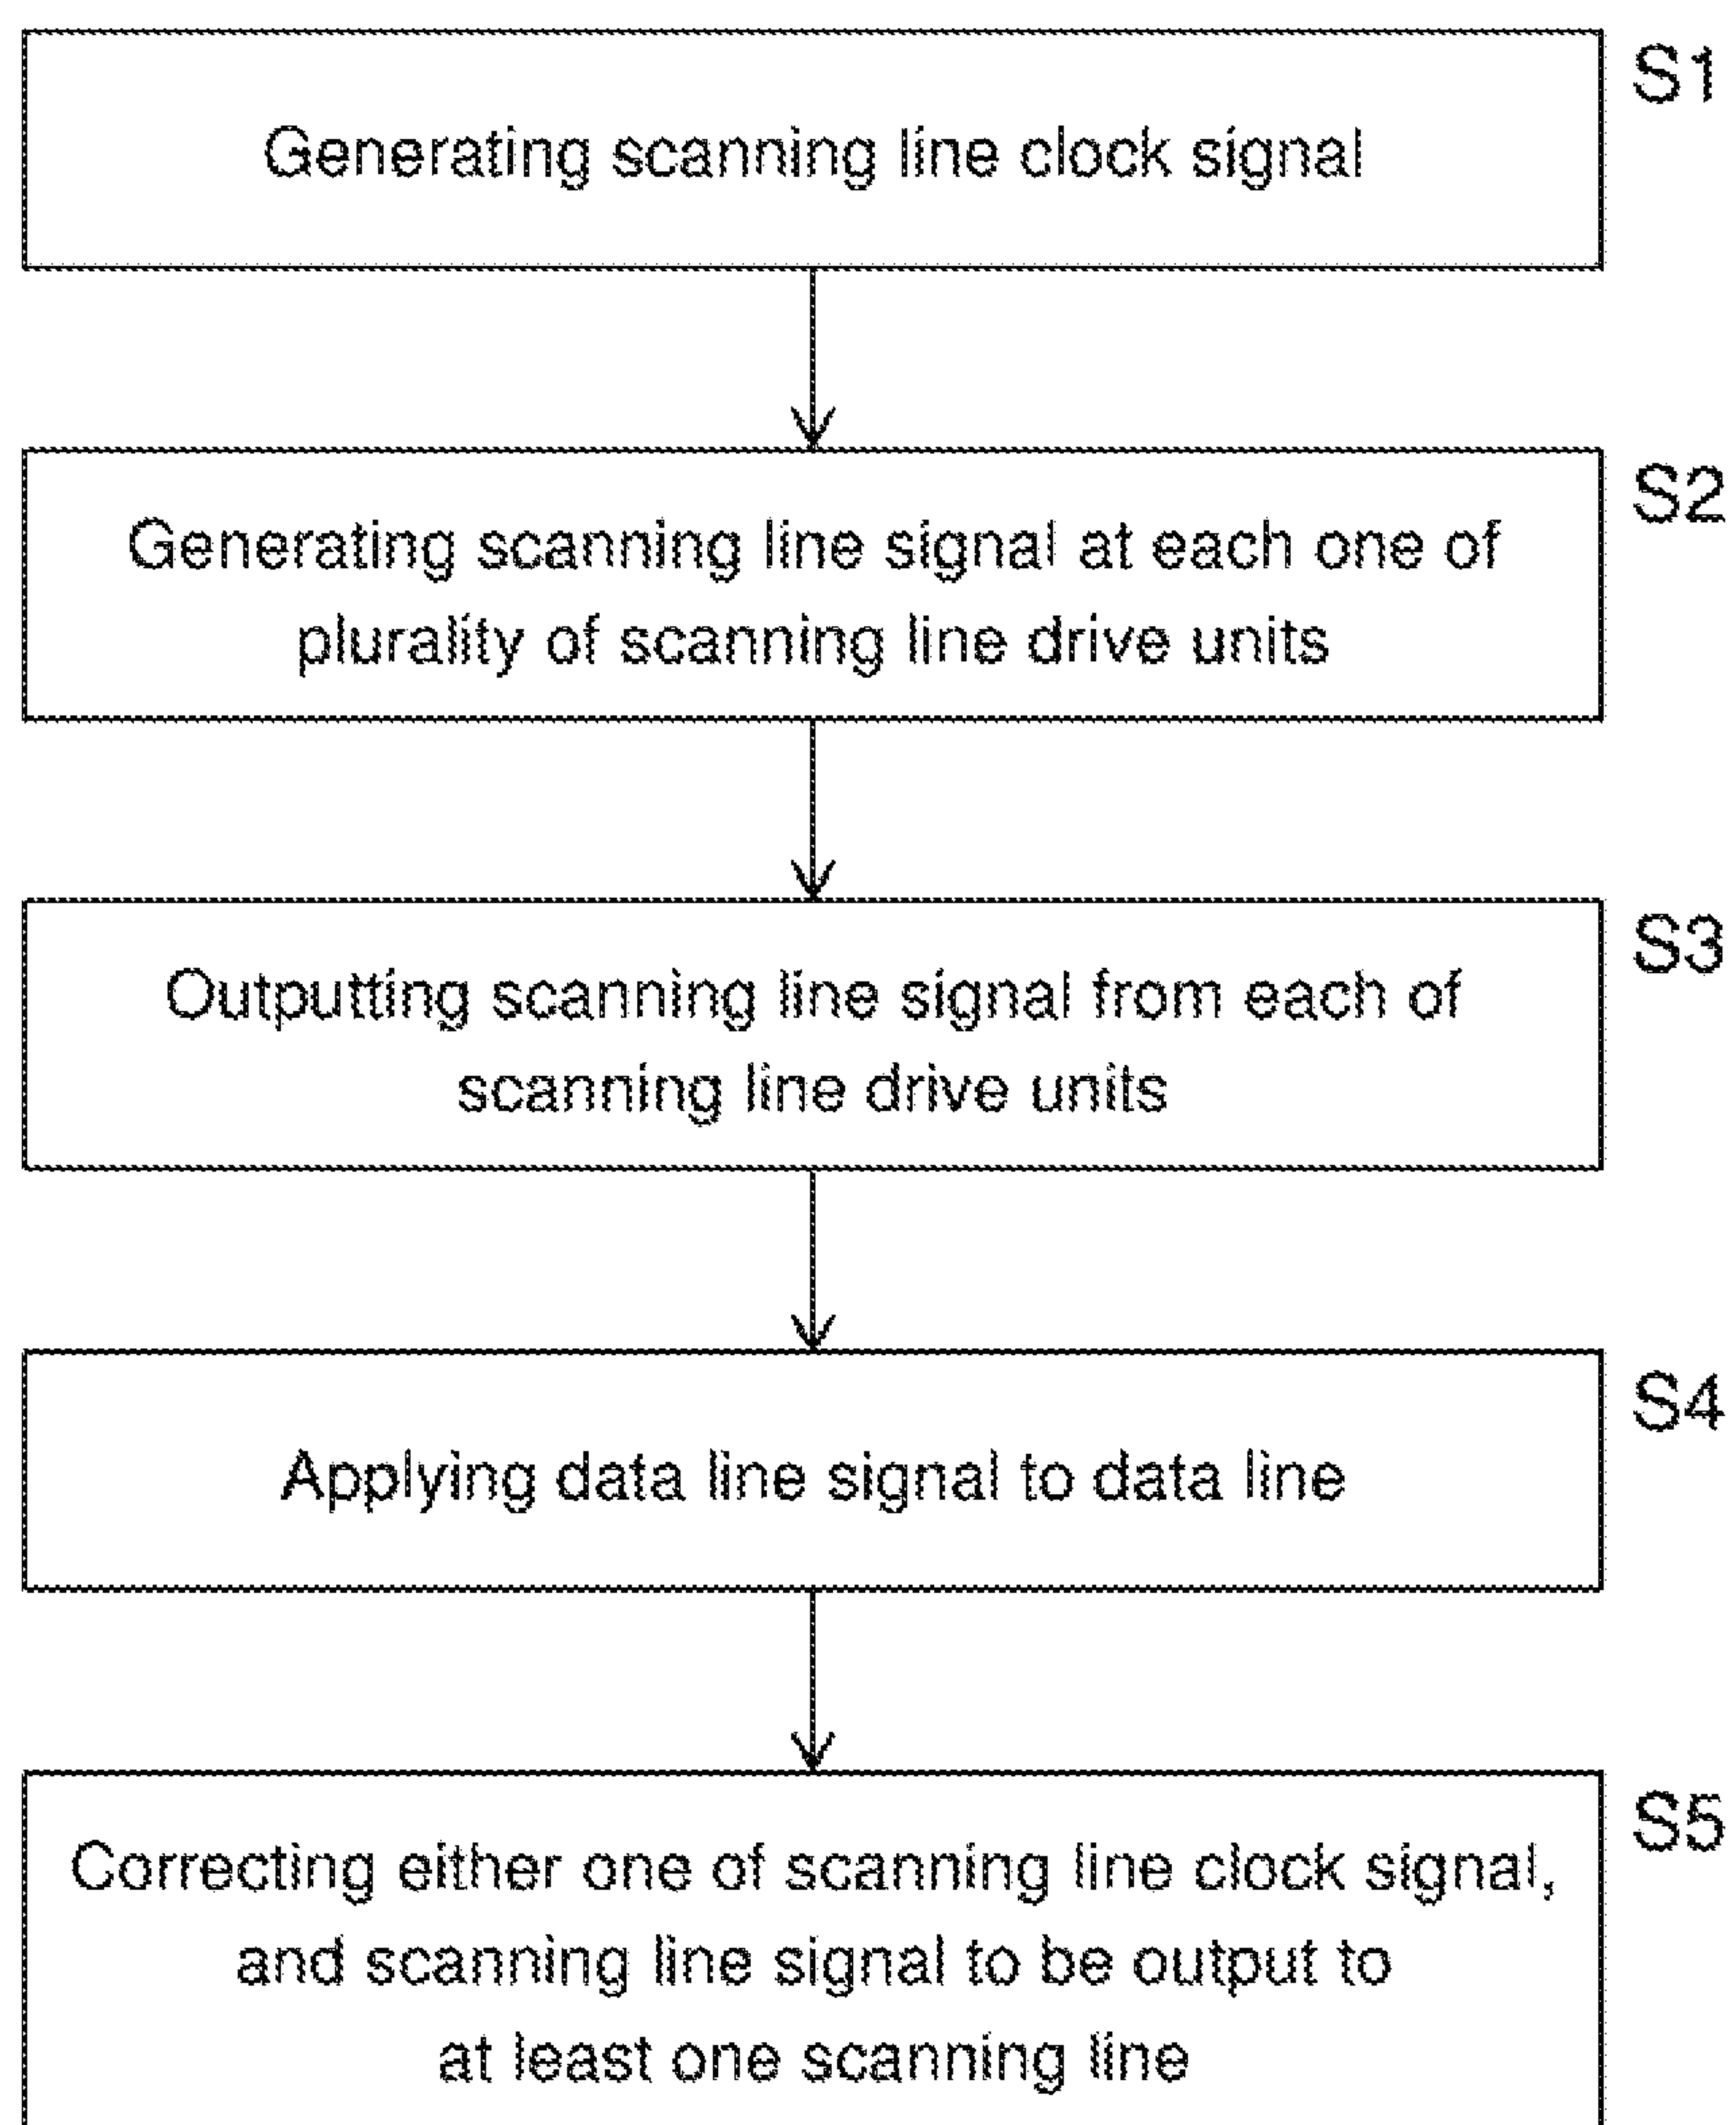 S1
Generating scanning line clock signal
S2
Generating scanning line signal at each one of
plurality of scanning line drive units
S3
Outputting scanning line signal from each of
scanning line drive units
S4
Applying data line signal to data line
S5
Correcting either one of scanning line clock signal,
and scanning line signal to be output to
at least one scanning line